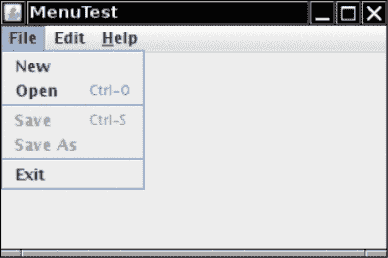 MenuTest
File Edit Help
New
Open Ctrl-O
Save Ctrl-S
Save As
Exit